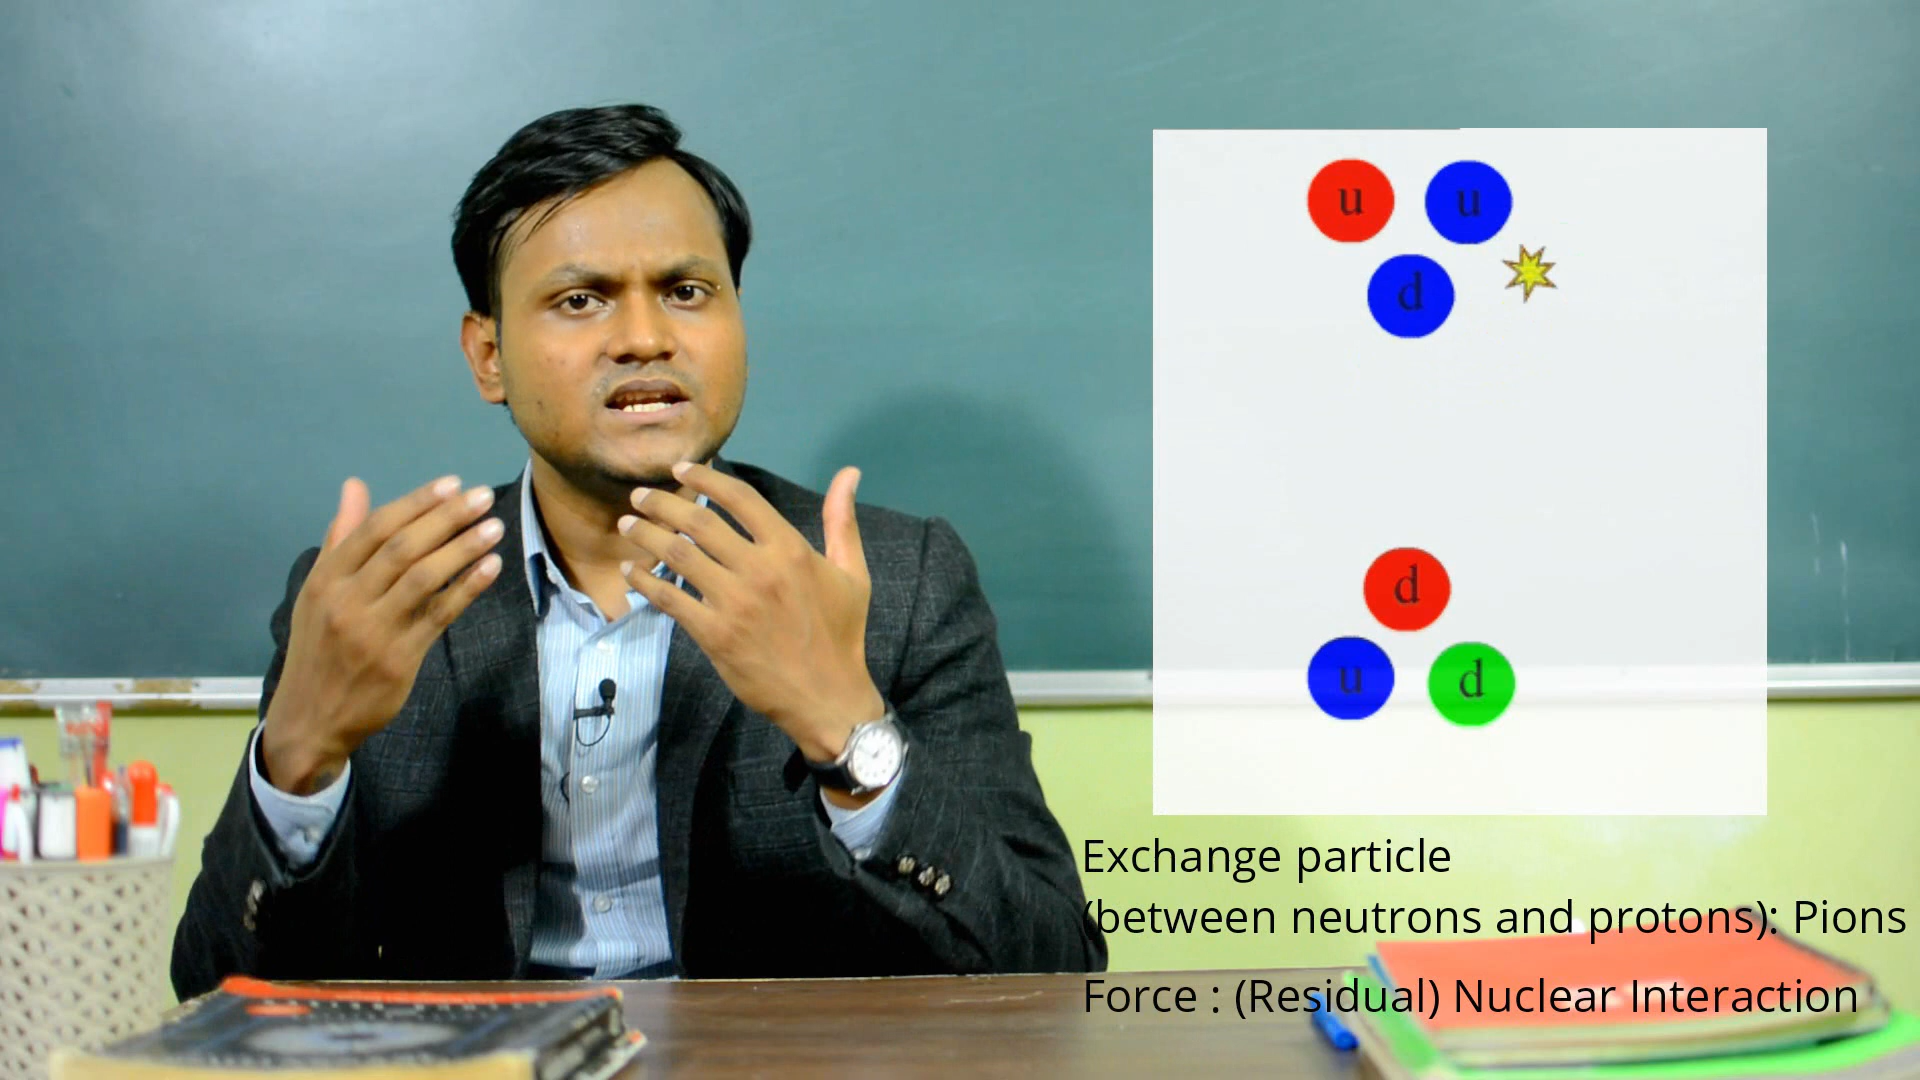 u u
d
d
u d
Exchange particle
(between neutrons and protons): Pions
Force : (Residual) Nuclear Interaction